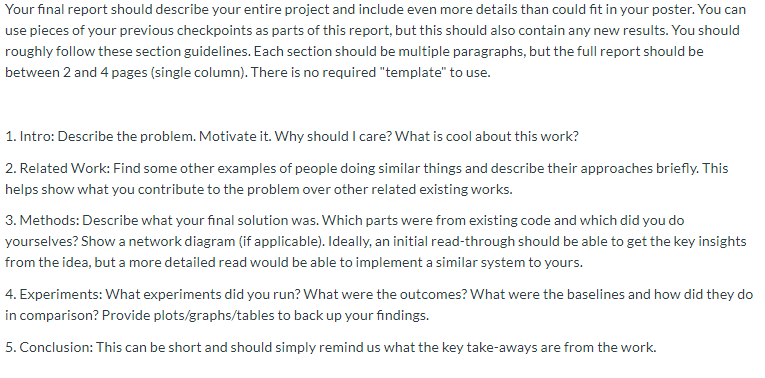 Your final report should describe your entire project and include even more details than could fit in your poster. You can
use pieces of your previous checkpoints as parts of this report, but this should also contain any new results. You should
roughly follow these section guidelines. Each section should be multiple paragraphs, but the full report should be
between 2 and 4 pages (single column). There is no required "template" to use.
1. Intro: Describe the problem. Motivate it. Why should I care? What is cool about this work?
2. Related Work: Find some other examples of people doing similar things and describe their approaches briefly. This
helps show what you contribute to the problem over other related existing works.
3. Methods: Describe what your final solution was. Which parts were from existing code and which did you do
yourselves? Show a network diagram (if applicable). Ideally, an initial read-through should be able to get the key insights
from the idea, but a more detailed read would be able to implement a similar system to yours.
4. Experiments: What experiments did you run? What were the outcomes? What were the baselines and how did they do
in comparison? Provide plots/graphs/tables to back up your findings.
5. Conclusion: This can be short and should simply remind us what the key take-aways are from the work.